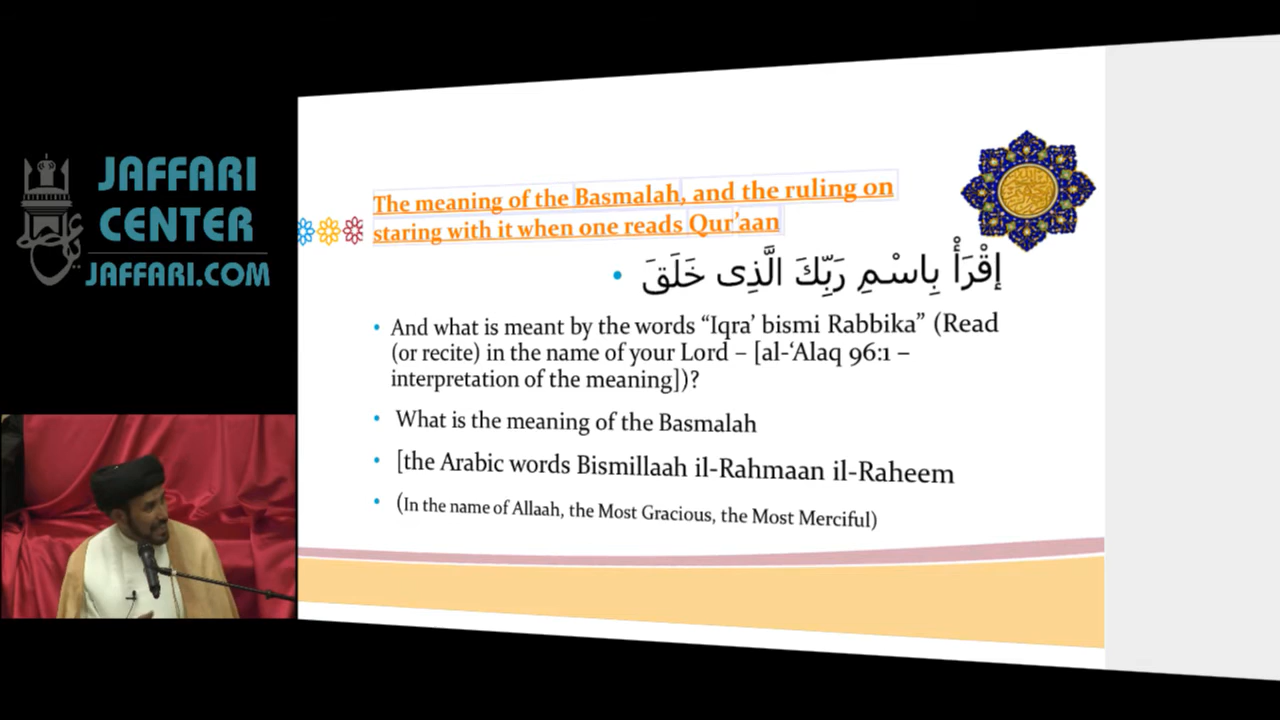 JAFFARI
CENTER
JAFFARI.COM
The meaning of the Basmalah, and the ruling on
staring with it when one reads Qur’aan
• إقْرَأْ بِاسْمِ رَبِّكَ الَّذِى خَلَقَ
• And what is meant by the words “Iqra’ bismi Rabbika” (Read
(or recite) in the name of your Lord – [al-‘Alaq 96:1 –
interpretation of the meaning])?
• What is the meaning of the Basmalah
• [the Arabic words Bismillaah il-Rahmaan il-Raheem
• (In the name of Allaah, the Most Gracious, the Most Merciful)